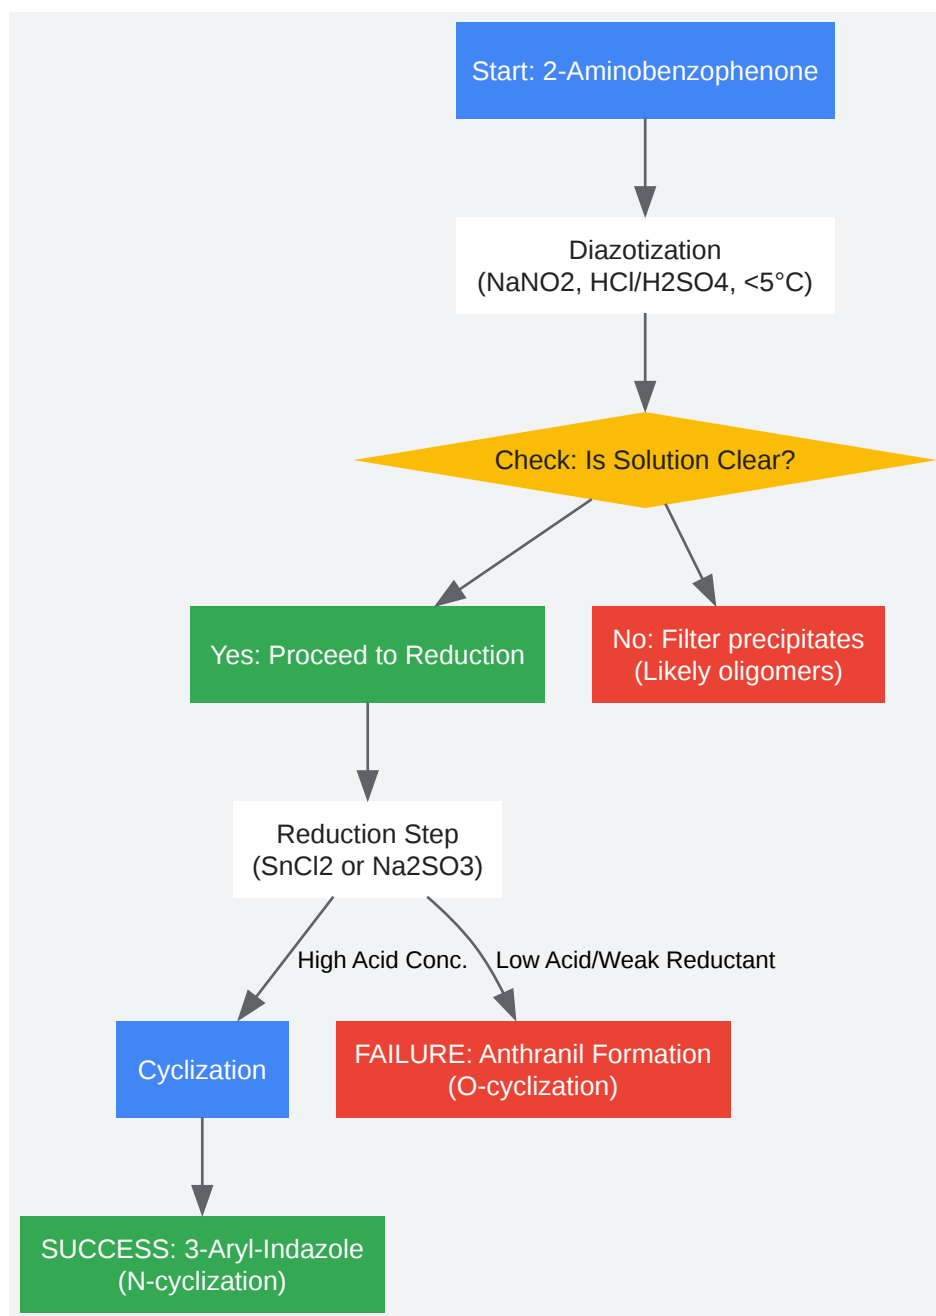 Start: 2-Aminobenzophenone
Diazotization
(NaNO2, HCl/H2SO4, <5°C)
Check: Is Solution Clear?
Yes: Proceed to Reduction
No: Filter precipitates
(Likely oligomers)
Reduction Step
(SnCl2 or Na2SO3)
High Acid Conc.
Low Acid/Weak Reductant
Cyclization
FAILURE: Anthranil Formation
(O-cyclization)
SUCCESS: 3-Aryl-Indazole
(N-cyclization)